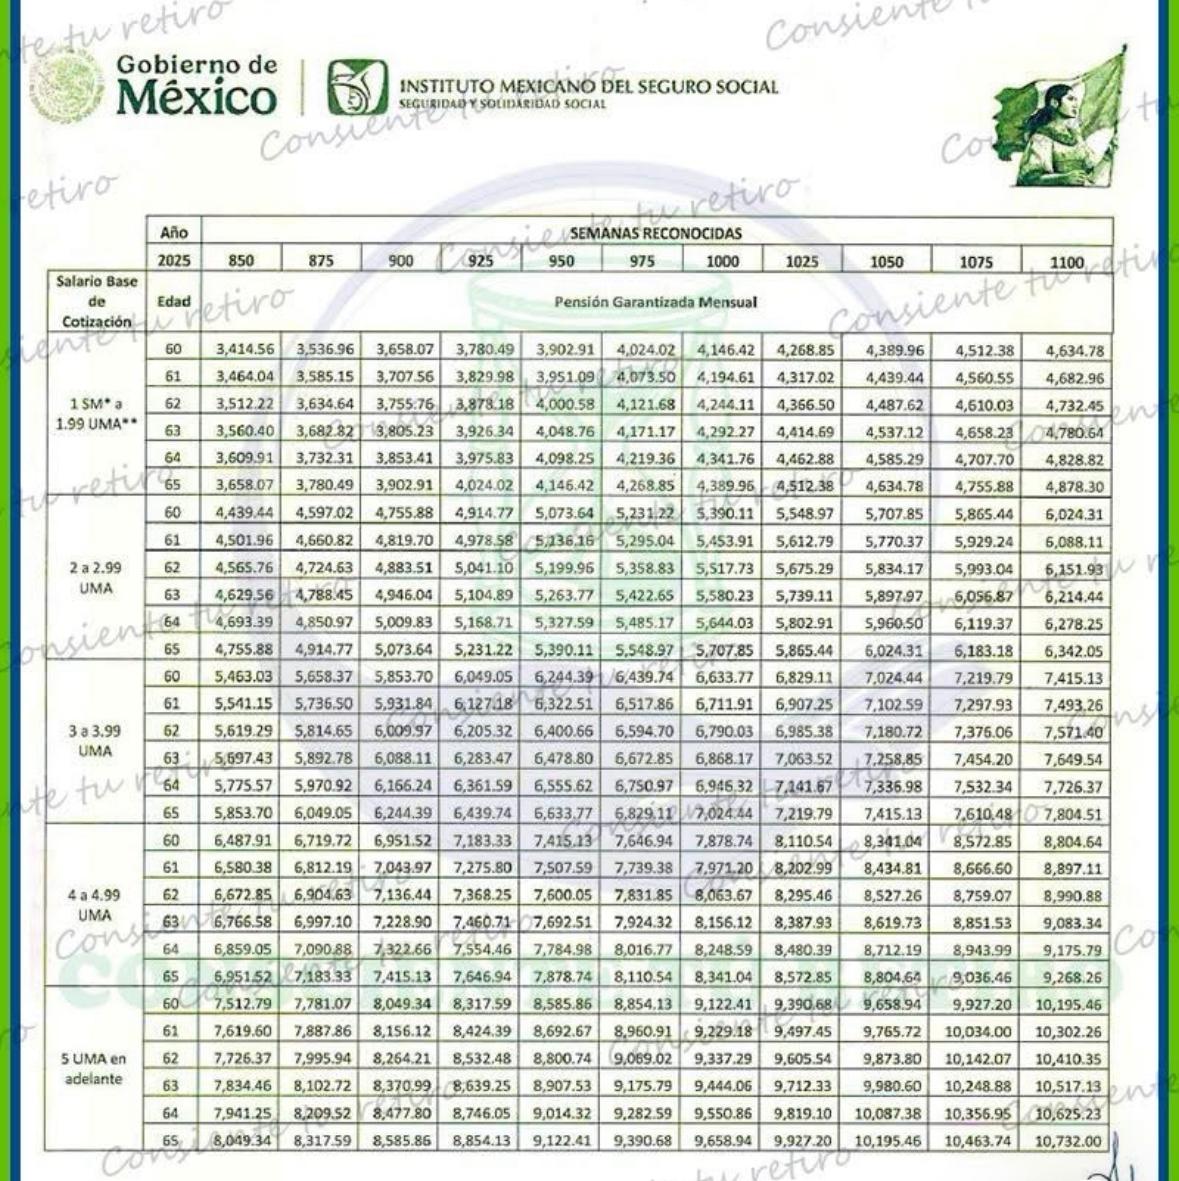 Gobierno de
México
INSTITUTO MEXICANO DEL SEGURO SOCIAL
SEGURIDAD Y SOLIDARIDAD SOCIAL
Año SEMANAS RECONOCIDAS
2025 850 875 900 925 950 975 1000 1025 1050 1075 1100
Salario Base de Cotización Edad Pensión Garantizada Mensual
1 SM* a 1.99 UMA**
60 3,414.56 3,536.96 3,658.07 3,780.49 3,902.91 4,024.02 4,146.42 4,268.85 4,389.96 4,512.38 4,634.78
61 3,464.04 3,585.15 3,707.56 3,829.98 3,951.09 4,073.50 4,194.61 4,317.02 4,439.44 4,560.55 4,682.96
62 3,512.22 3,634.64 3,755.76 3,878.18 4,000.58 4,121.68 4,244.11 4,366.50 4,487.62 4,610.03 4,732.45
63 3,560.40 3,682.82 3,805.23 3,926.34 4,048.76 4,171.17 4,292.27 4,414.69 4,537.12 4,658.23 4,780.64
64 3,609.91 3,732.31 3,853.41 3,975.83 4,098.25 4,219.36 4,341.76 4,462.88 4,585.29 4,707.70 4,828.82
65 3,658.07 3,780.49 3,902.91 4,024.02 4,146.42 4,268.85 4,389.96 4,512.38 4,634.78 4,755.88 4,878.30
2 a 2.99 UMA
60 4,439.44 4,597.02 4,755.88 4,914.77 5,073.64 5,231.22 5,390.11 5,548.97 5,707.85 5,865.44 6,024.31
61 4,501.96 4,660.82 4,819.70 4,978.58 5,136.16 5,295.04 5,453.91 5,612.79 5,770.37 5,929.24 6,088.11
62 4,565.76 4,724.63 4,883.51 5,041.10 5,199.96 5,358.83 5,517.73 5,675.29 5,834.17 5,993.04 6,151.93
63 4,629.56 4,788.45 4,946.04 5,104.89 5,263.77 5,422.65 5,580.23 5,739.11 5,897.97 6,056.87 6,214.44
64 4,693.39 4,850.97 5,009.83 5,168.71 5,327.59 5,485.17 5,644.03 5,802.91 5,960.50 6,119.37 6,278.25
65 4,755.88 4,914.77 5,073.64 5,231.22 5,390.11 5,548.97 5,707.85 5,865.44 6,024.31 6,183.18 6,342.05
3 a 3.99 UMA
60 5,463.03 5,658.37 5,853.70 6,049.05 6,244.39 6,439.74 6,633.77 6,829.11 7,024.44 7,219.79 7,415.13
61 5,541.15 5,736.50 5,931.84 6,127.18 6,322.51 6,517.86 6,711.91 6,907.25 7,102.59 7,297.93 7,493.26
62 5,619.29 5,814.65 6,009.97 6,205.32 6,400.66 6,594.70 6,790.03 6,985.38 7,180.72 7,376.06 7,571.40
63 5,697.43 5,892.78 6,088.11 6,283.47 6,478.80 6,672.85 6,868.17 7,063.52 7,258.85 7,454.20 7,649.54
64 5,775.57 5,970.92 6,166.24 6,361.59 6,555.62 6,750.97 6,946.32 7,141.67 7,336.98 7,532.34 7,726.37
65 5,853.70 6,049.05 6,244.39 6,439.74 6,633.77 6,829.11 7,024.44 7,219.79 7,415.13 7,610.48 7,804.51
4 a 4.99 UMA
60 6,487.91 6,719.72 6,951.52 7,183.33 7,415.13 7,646.94 7,878.74 8,110.54 8,341.04 8,572.85 8,804.64
61 6,580.38 6,812.19 7,043.97 7,275.80 7,507.59 7,739.38 7,971.20 8,202.99 8,434.81 8,666.60 8,897.11
62 6,672.85 6,904.63 7,136.44 7,368.25 7,600.05 7,831.85 8,063.67 8,295.46 8,527.26 8,759.07 8,990.88
63 6,766.58 6,997.10 7,228.90 7,460.71 7,692.51 7,924.32 8,156.12 8,387.93 8,619.73 8,851.53 9,083.34
64 6,859.05 7,090.88 7,322.66 7,554.46 7,784.98 8,016.77 8,248.59 8,480.39 8,712.19 8,943.99 9,175.79
65 6,951.52 7,183.33 7,415.13 7,646.94 7,878.74 8,110.54 8,341.04 8,572.85 8,804.64 9,036.46 9,268.26
5 UMA en adelante
60 7,512.79 7,781.07 8,049.34 8,317.59 8,585.86 8,854.13 9,122.41 9,390.68 9,658.94 9,927.20 10,195.46
61 7,619.60 7,887.86 8,156.12 8,424.39 8,692.67 8,960.91 9,229.18 9,497.45 9,765.72 10,034.00 10,302.26
62 7,726.37 7,995.94 8,264.21 8,532.48 8,800.74 9,069.02 9,337.29 9,605.54 9,873.80 10,142.07 10,410.35
63 7,834.46 8,102.72 8,370.99 8,639.25 8,907.53 9,175.79 9,444.06 9,712.33 9,980.60 10,248.88 10,517.13
64 7,941.25 8,209.52 8,477.80 8,746.05 9,014.32 9,282.59 9,550.86 9,819.10 10,087.38 10,356.95 10,625.23
65 8,049.34 8,317.59 8,585.86 8,854.13 9,122.41 9,390.68 9,658.94 9,927.20 10,195.46 10,463.74 10,732.00
Consiente tu retiro